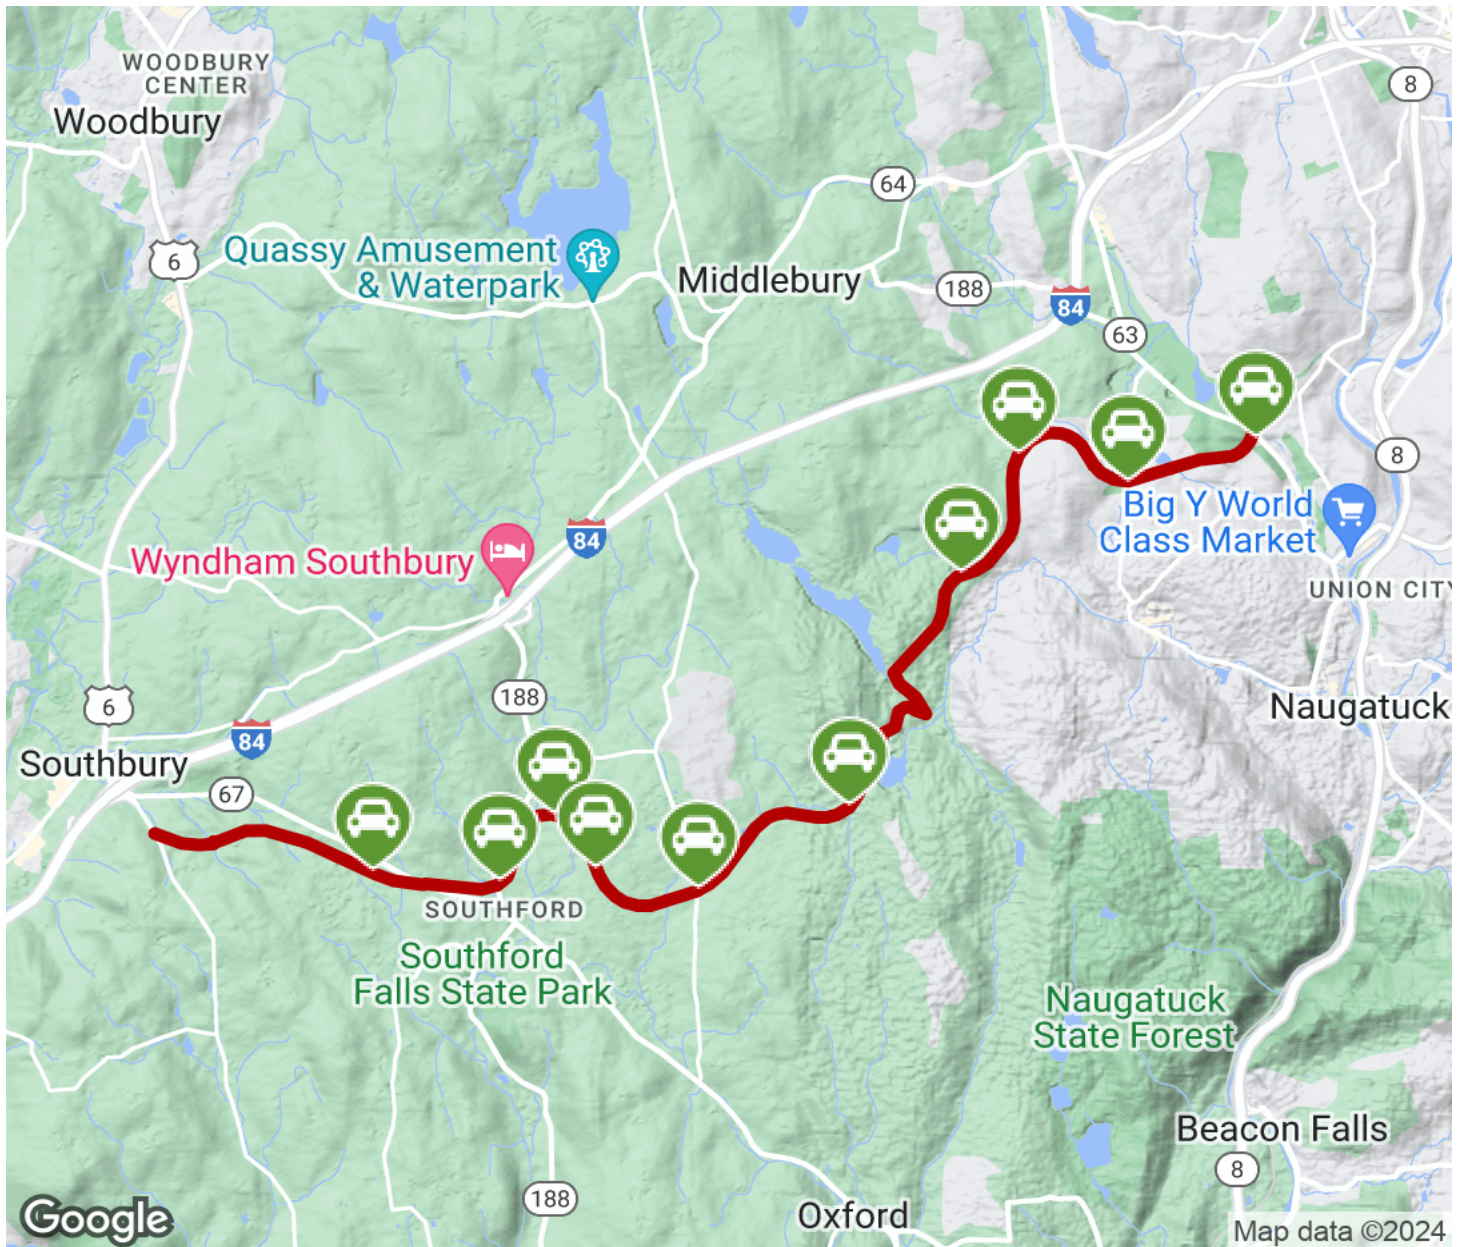 WOODBURY
CENTER
Woodbury
8
64
6
Quassy Amusement
& Waterpark
Middlebury
188
84
63
8
Big Y World
Class Market
84
Wyndham Southbury
UNION CITY
188
6
Naugatuck
84
Southbury
67
SOUTHFORD
Southford
Falls State Park
Naugatuck
State Forest
Beacon Falls
8
188
Oxford
Google
Map data ©2024